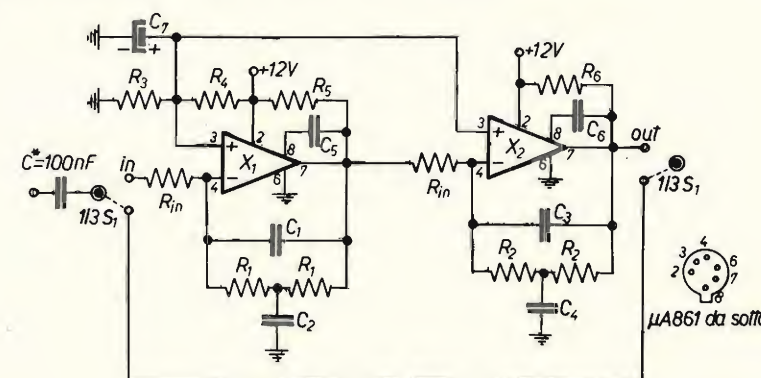 C7
- +
R3
R4
+12V
R5
C5
3
+
X1
2
8
7
6
4
-
C*=100nF
in
1/3 S1
Rin
C1
R1
R1
C2
+12V
R6
3
+
X2
2
8
C6
7
6
4
-
Rin
out
1/3 S1
C3
R2
R2
C4
2
3
4
6
7
8
µA861 da sotto